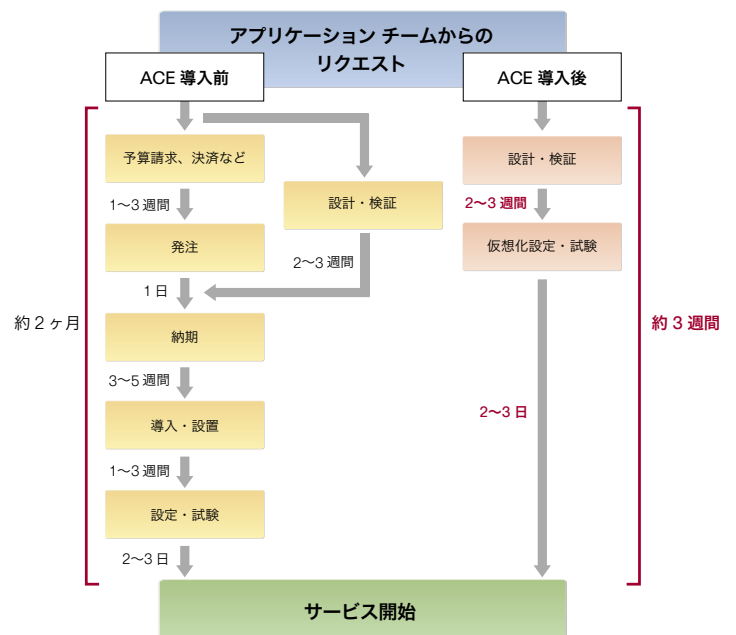 アプリケーション チームからの
リクエスト
ACE 導入前
ACE 導入後
予算請求、決済など
設計・検証
1〜3 週間
設計・検証
2〜3 週間
発注
仮想化設定・試験
2〜3 週間
1 日
約 2 ヶ月
納期
約 3 週間
3〜5 週間
2〜3 日
導入・設置
1〜3 週間
設定・試験
2〜3 日
サービス開始